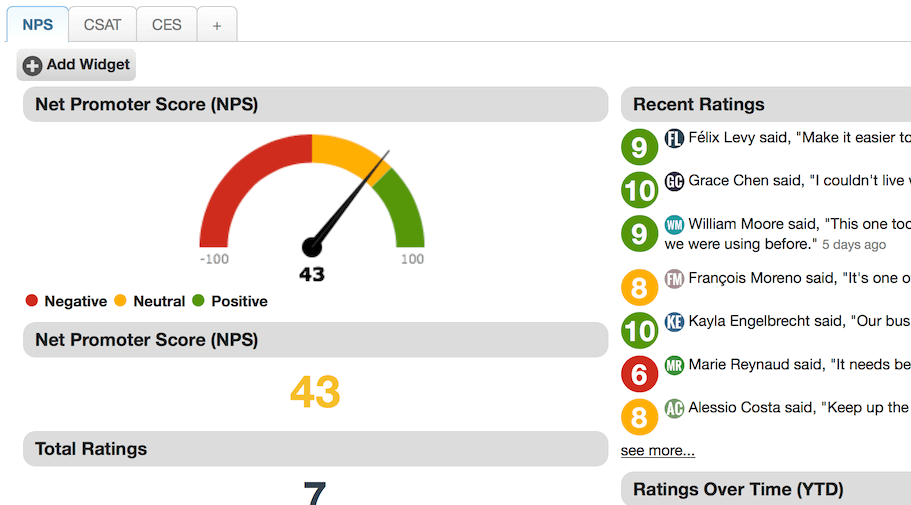 NPS CSAT CES +
Add Widget
Net Promoter Score (NPS)
-100 100
43
Negative Neutral Positive
Net Promoter Score (NPS)
43
Total Ratings
7
Recent Ratings
9 FL Félix Levy said, "Make it easier to
10 GC Grace Chen said, "I couldn't live
9 WM William Moore said, "This one too
we were using before." 5 days ago
8 FM François Moreno said, "It's one o
10 KE Kayla Engelbrecht said, "Our bus
6 MR Marie Reynaud said, "It needs be
8 AC Alessio Costa said, "Keep up the
see more...
Ratings Over Time (YTD)